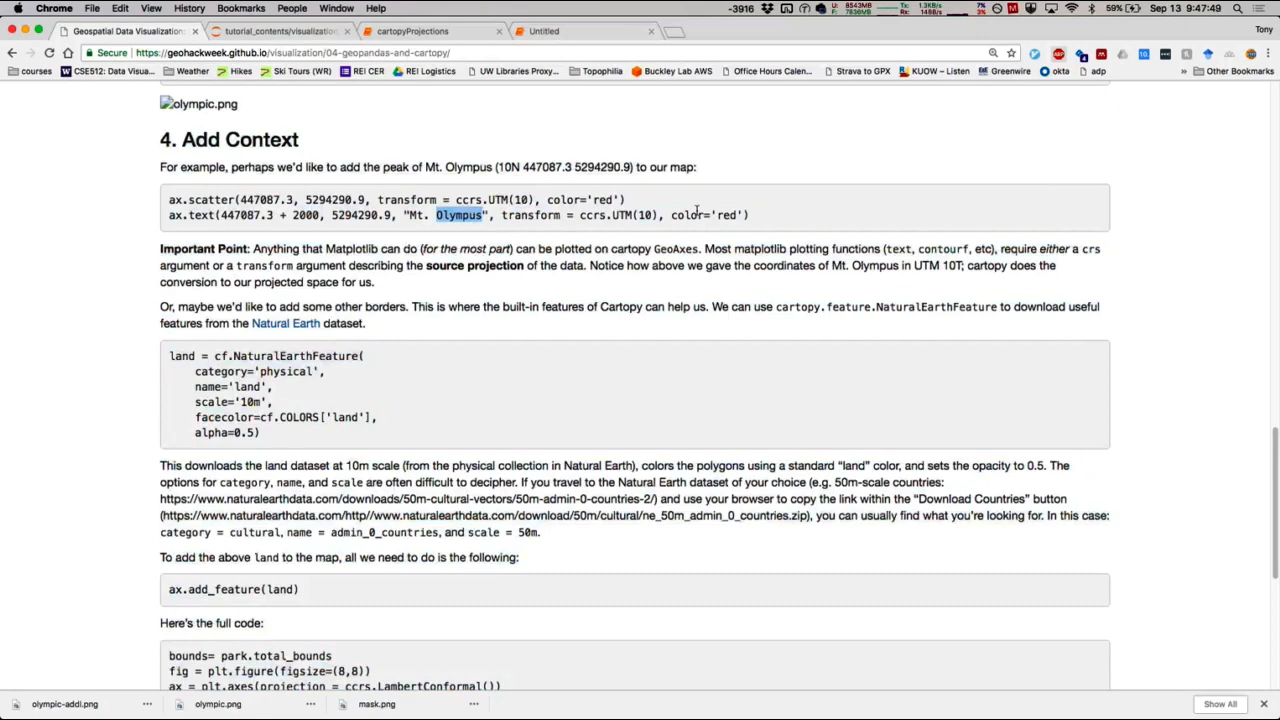 Chrome File Edit View History Bookmarks People Window Help -3916 U: 8543MB F: 7830MB Tx: 1.3KB/s Rx: 148B/s 7% 3% 59% Sep 13 9:47:49
Geospatial Data Visualization tutorial_contents/visualization cartopyProjections Untitled Tony
Secure https://geohackweek.github.io/visualization/04-geopandas-and-cartopy/
courses CSE512: Data Visua... Weather Hikes Ski Tours (WR) REI CER REI Logistics UW Libraries Proxy... Topophilia Buckley Lab AWS Office Hours Calen... Strava to GPX KUOW – Listen Greenwire okta adp » Other Bookmarks
olympic.png
4. Add Context
For example, perhaps we'd like to add the peak of Mt. Olympus (10N 447087.3 5294290.9) to our map:
ax.scatter(447087.3, 5294290.9, transform = ccrs.UTM(10), color='red')
ax.text(447087.3 + 2000, 5294290.9, "Mt. Olympus", transform = ccrs.UTM(10), color='red')
Important Point: Anything that Matplotlib can do (for the most part) can be plotted on cartopy GeoAxes. Most matplotlib plotting functions (text, contourf, etc), require either a crs
argument or a transform argument describing the source projection of the data. Notice how above we gave the coordinates of Mt. Olympus in UTM 10T; cartopy does the
conversion to our projected space for us.
Or, maybe we'd like to add some other borders. This is where the built-in features of Cartopy can help us. We can use cartopy.feature.NaturalEarthFeature to download useful
features from the Natural Earth dataset.
land = cf.NaturalEarthFeature(
category='physical',
name='land',
scale='10m',
facecolor=cf.COLORS['land'],
alpha=0.5)
This downloads the land dataset at 10m scale (from the physical collection in Natural Earth), colors the polygons using a standard “land” color, and sets the opacity to 0.5. The
options for category, name, and scale are often difficult to decipher. If you travel to the Natural Earth dataset of your choice (e.g. 50m-scale countries:
https://www.naturalearthdata.com/downloads/50m-cultural-vectors/50m-admin-0-countries-2/) and use your browser to copy the link within the “Download Countries” button
(https://www.naturalearthdata.com/http//www.naturalearthdata.com/download/50m/cultural/ne_50m_admin_0_countries.zip), you can usually find what you're looking for. In this case:
category = cultural, name = admin_0_countries, and scale = 50m.
To add the above land to the map, all we need to do is the following:
ax.add_feature(land)
Here's the full code:
bounds= park.total_bounds
fig = plt.figure(figsize=(8,8))
ax = plt.axes(projection = ccrs.LambertConformal())
olympic-addl.png olympic.png mask.png Show All